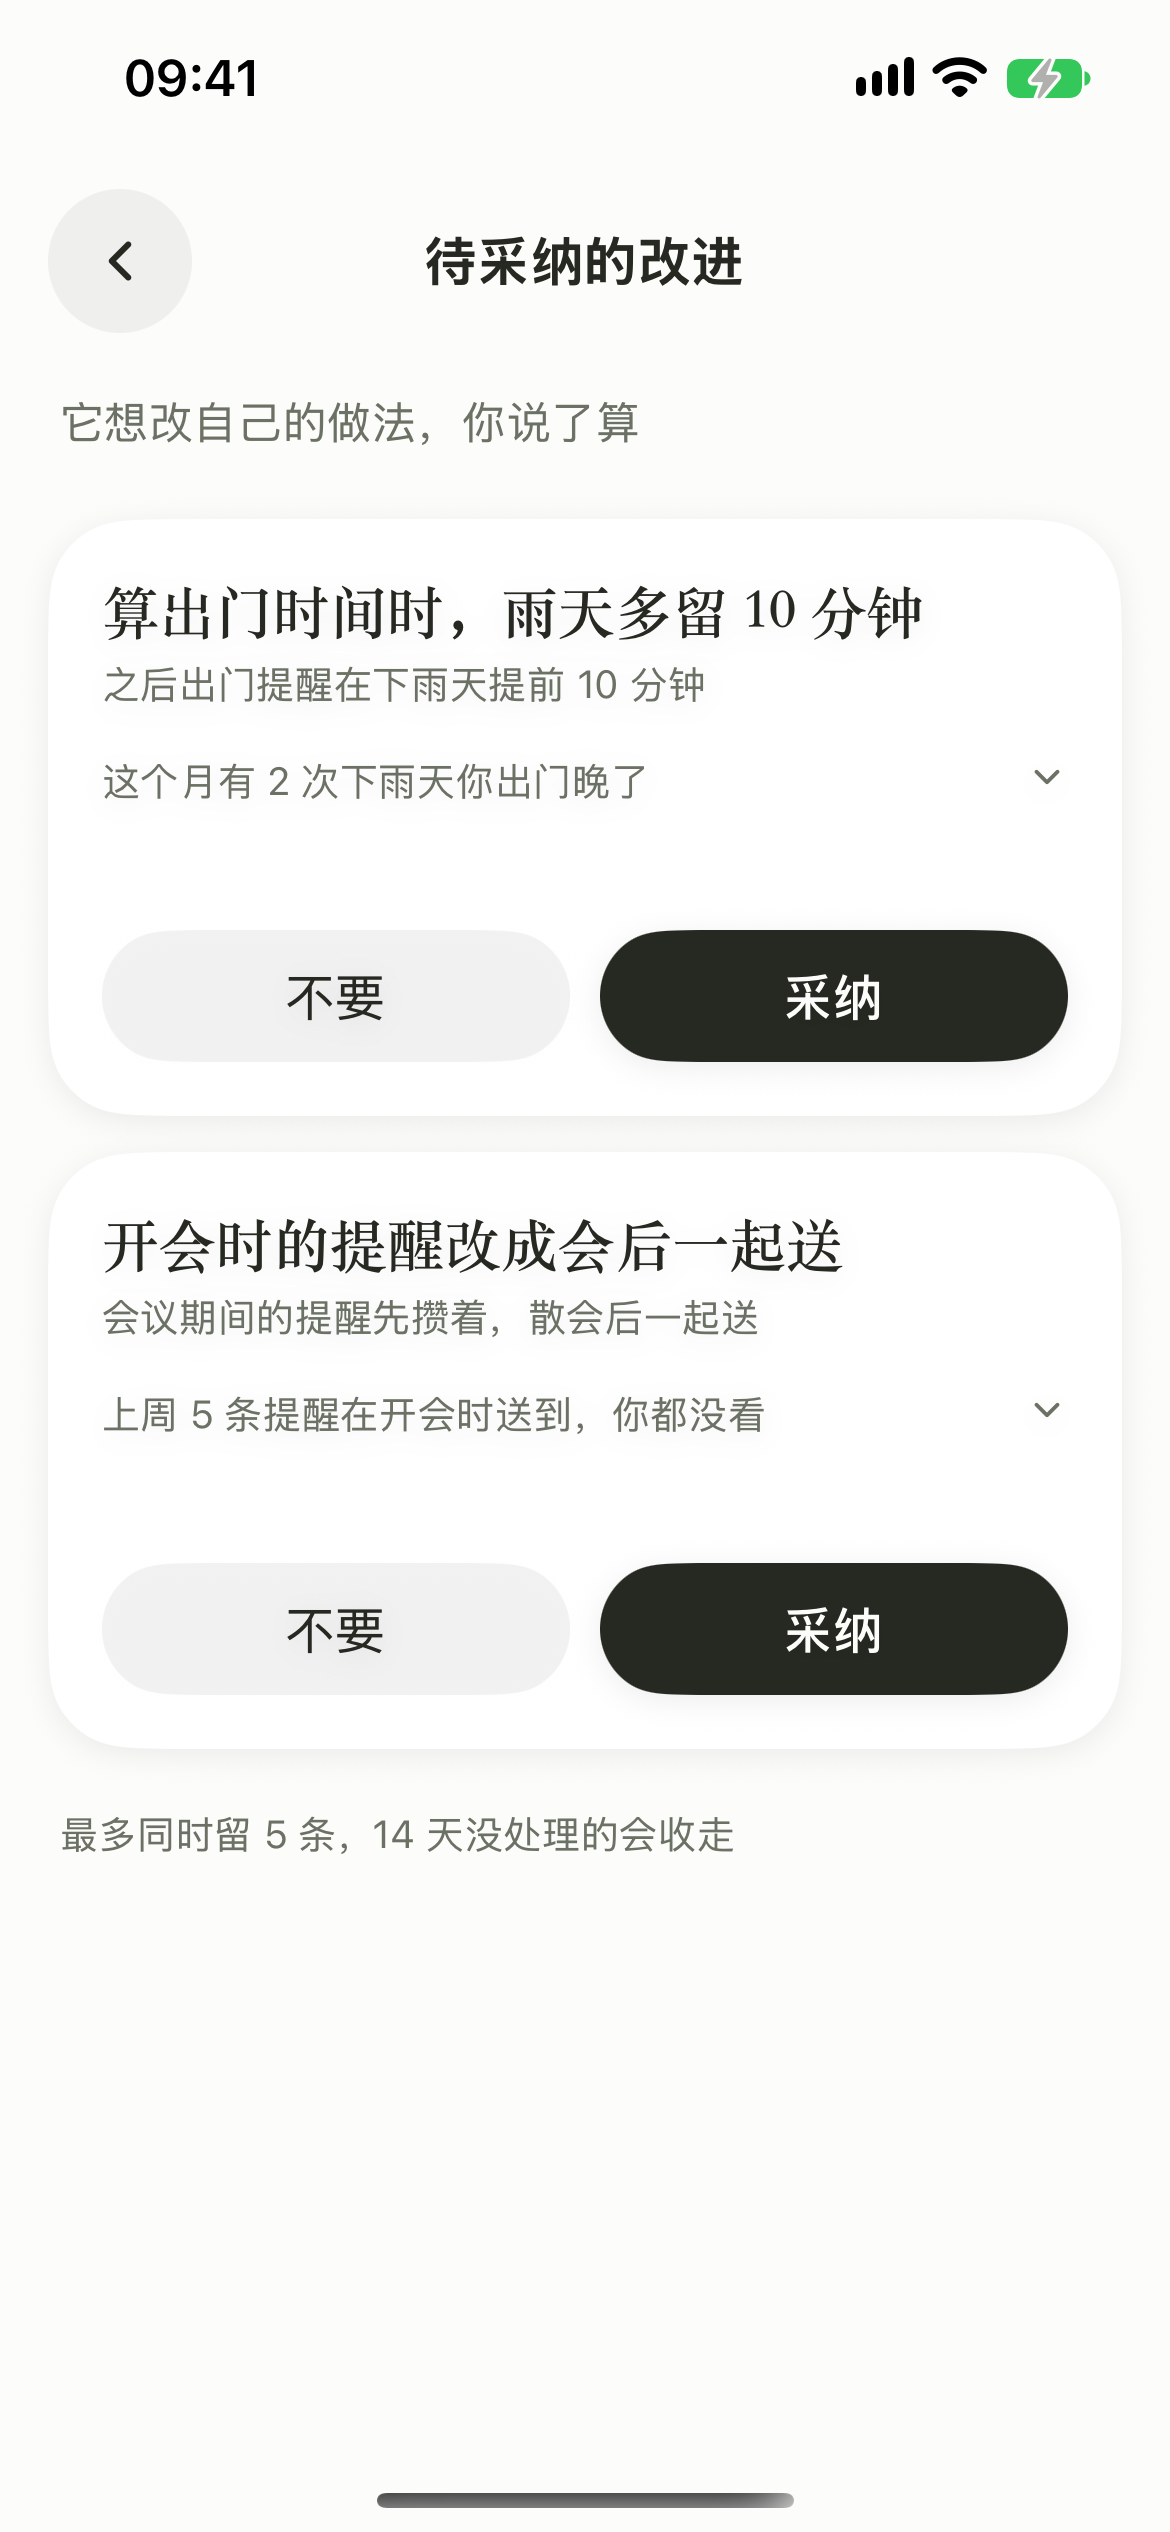 09:41
待采纳的改进
它想改自己的做法，你说了算
算出门时间时，雨天多留 10 分钟
之后出门提醒在下雨天提前 10 分钟
这个月有 2 次下雨天你出门晚了
不要
采纳
开会时的提醒改成会后一起送
会议期间的提醒先攒着，散会后一起送
上周 5 条提醒在开会时送到，你都没看
不要
采纳
最多同时留 5 条，14 天没处理的会收走